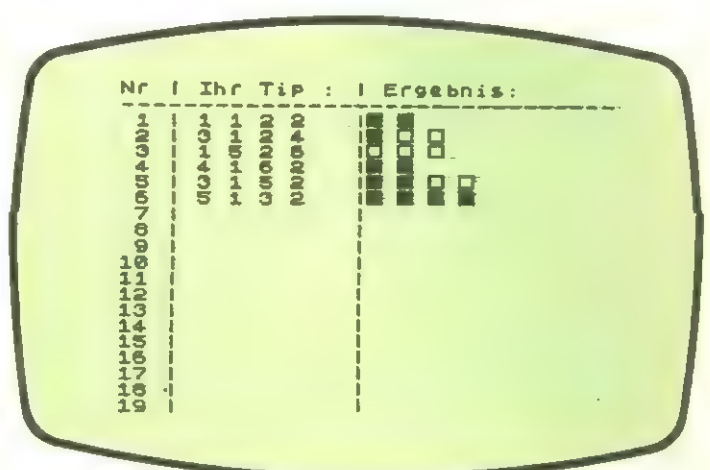 Nr | Ihr Tip : | Ergebnis:
1 | 1 1 2 2 | ■ ■
2 | 3 1 2 4 | ■ □ □
3 | 1 5 2 6 | □ □ □
4 | 4 1 6 2 | ■ ■
5 | 3 1 5 2 | ■ ■ □ □
6 | 5 1 3 2 | ■ ■ ■ ■
7 | |
8 | |
9 | |
10 | |
11 | |
12 | |
13 | |
14 | |
15 | |
16 | |
17 | |
18 | |
19 | |